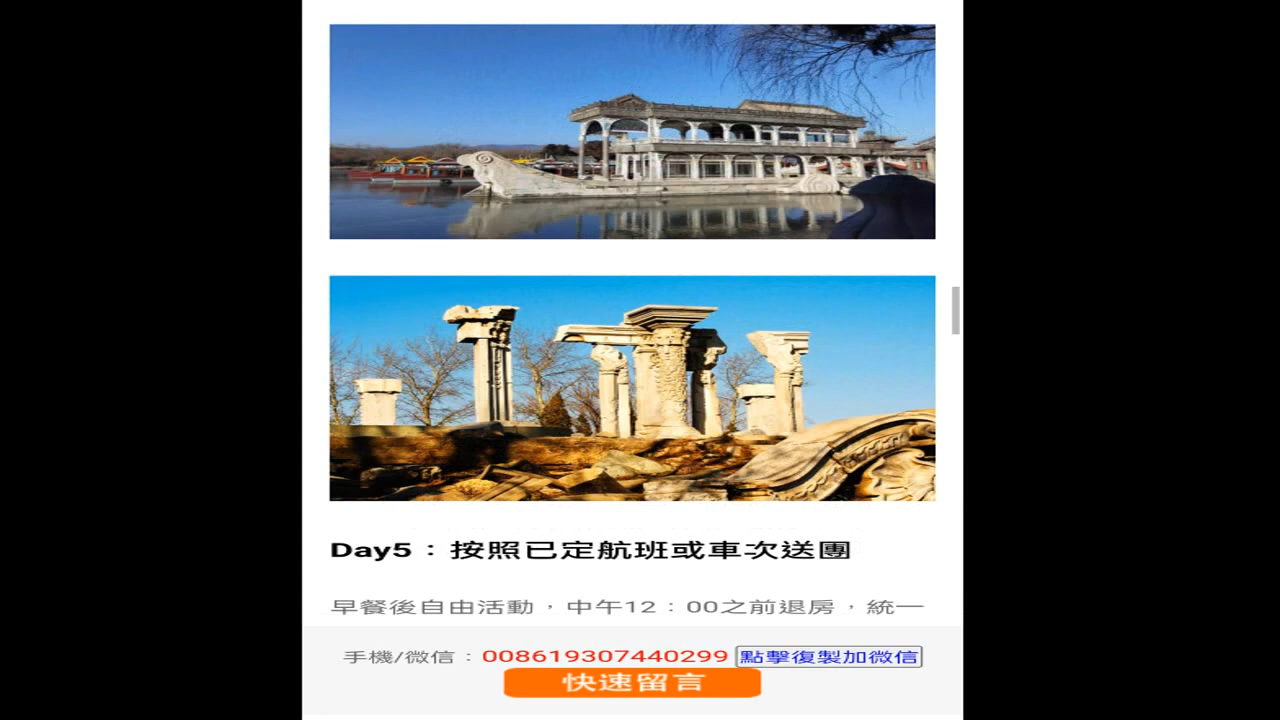 Day5：按照已定航班或車次送團
早餐後自由活動，中午12：00之前退房，統一
手機/微信：008619307440299 點擊復製加微信
快速留言